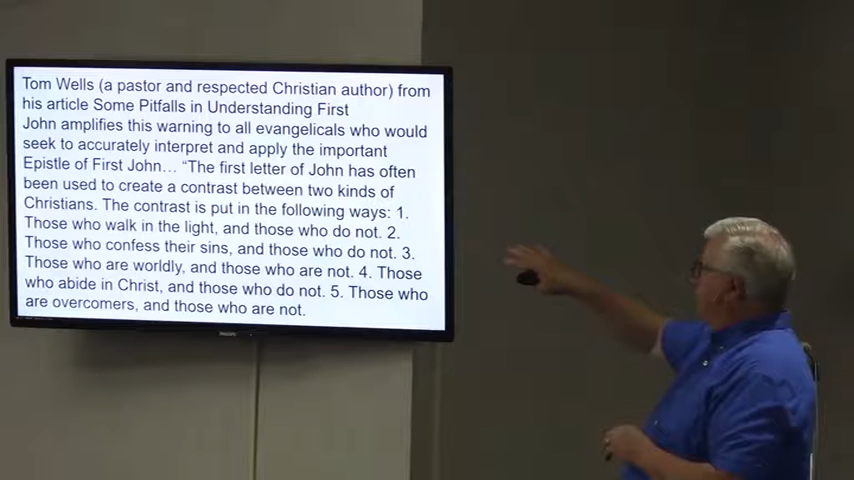 Tom Wells (a pastor and respected Christian author) from
his article Some Pitfalls in Understanding First
John amplifies this warning to all evangelicals who would
seek to accurately interpret and apply the important
Epistle of First John… “The first letter of John has often
been used to create a contrast between two kinds of
Christians. The contrast is put in the following ways: 1.
Those who walk in the light, and those who do not. 2.
Those who confess their sins, and those who do not. 3.
Those who are worldly, and those who are not. 4. Those
who abide in Christ, and those who do not. 5. Those who
are overcomers, and those who are not.
PHILIPS